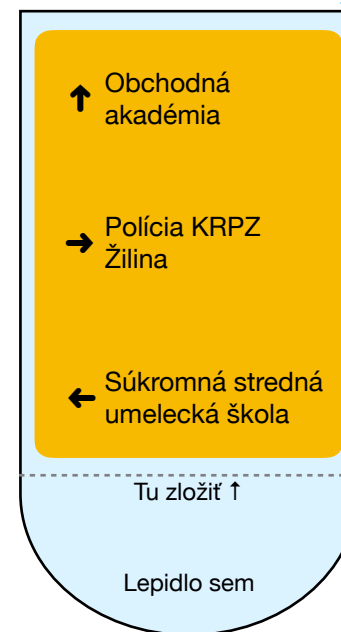 ↑ Obchodná
akadémia
→ Polícia KRPZ
Žilina
← Súkromná stredná
umelecká škola
Tu zložiť ↑
Lepidlo sem